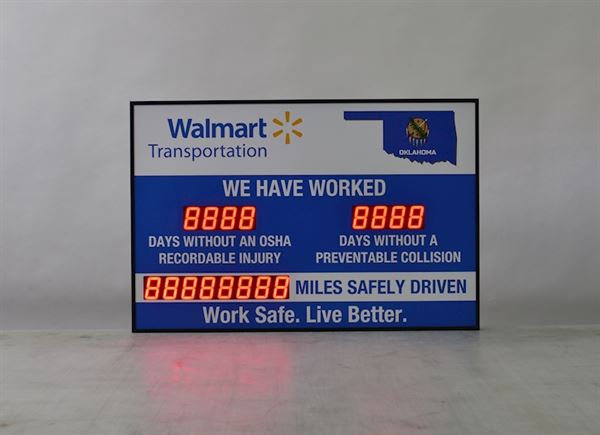 Walmart
Transportation
OKLAHOMA
WE HAVE WORKED
8888 8888
DAYS WITHOUT AN OSHA
RECORDABLE INJURY
DAYS WITHOUT A
PREVENTABLE COLLISION
88888888 MILES SAFELY DRIVEN
Work Safe. Live Better.